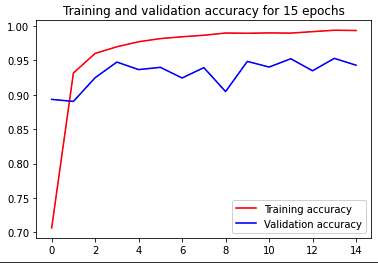 Training and validation accuracy for 15 epochs
1.00
0.95
0.90
0.85
0.80
0.75
0.70
Training accuracy
Validation accuracy
0 2 4 6 8 10 12 14